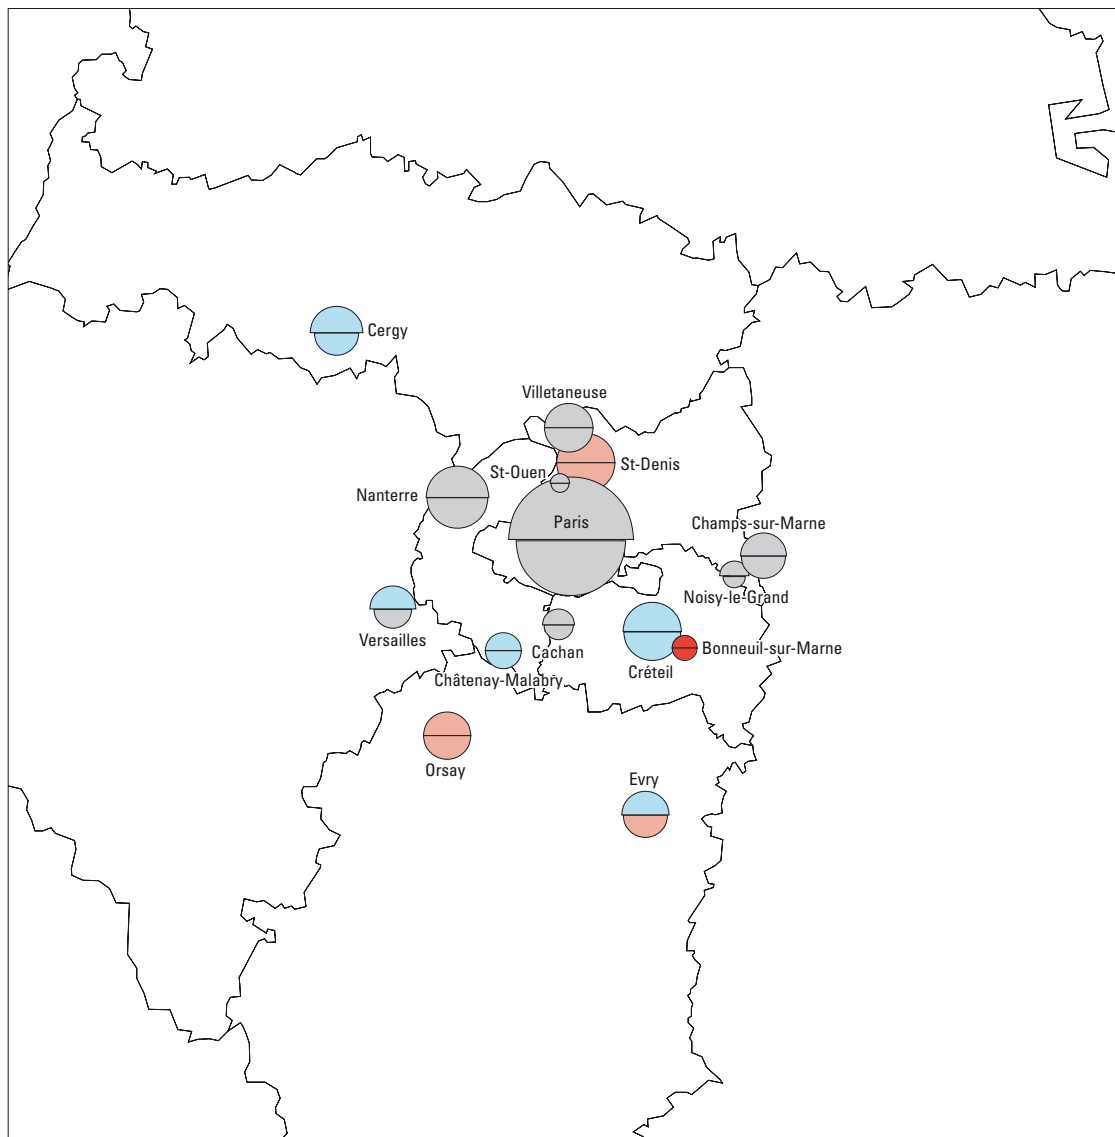 Cergy
Villetaneuse
St-Denis
St-Ouen
Nanterre
Paris
Champs-sur-Marne
Noisy-le-Grand
Versailles
Cachan
Bonneuil-sur-Marne
Créteil
Châtenay-Malabry
Orsay
Evry